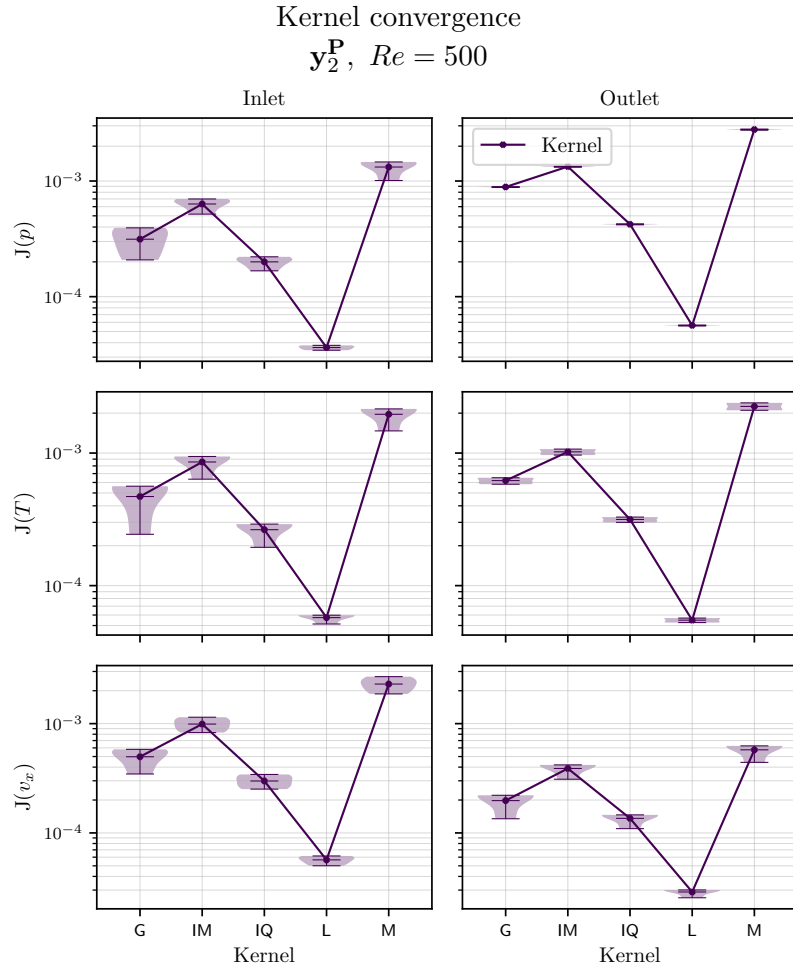 Kernel convergence
y₂ᴾ, Re = 500
Inlet
Outlet
J(p)
10⁻³
10⁻⁴
Kernel
J(T)
10⁻³
10⁻⁴
J(vₓ)
10⁻³
10⁻⁴
G IM IQ L M
G IM IQ L M
Kernel
Kernel